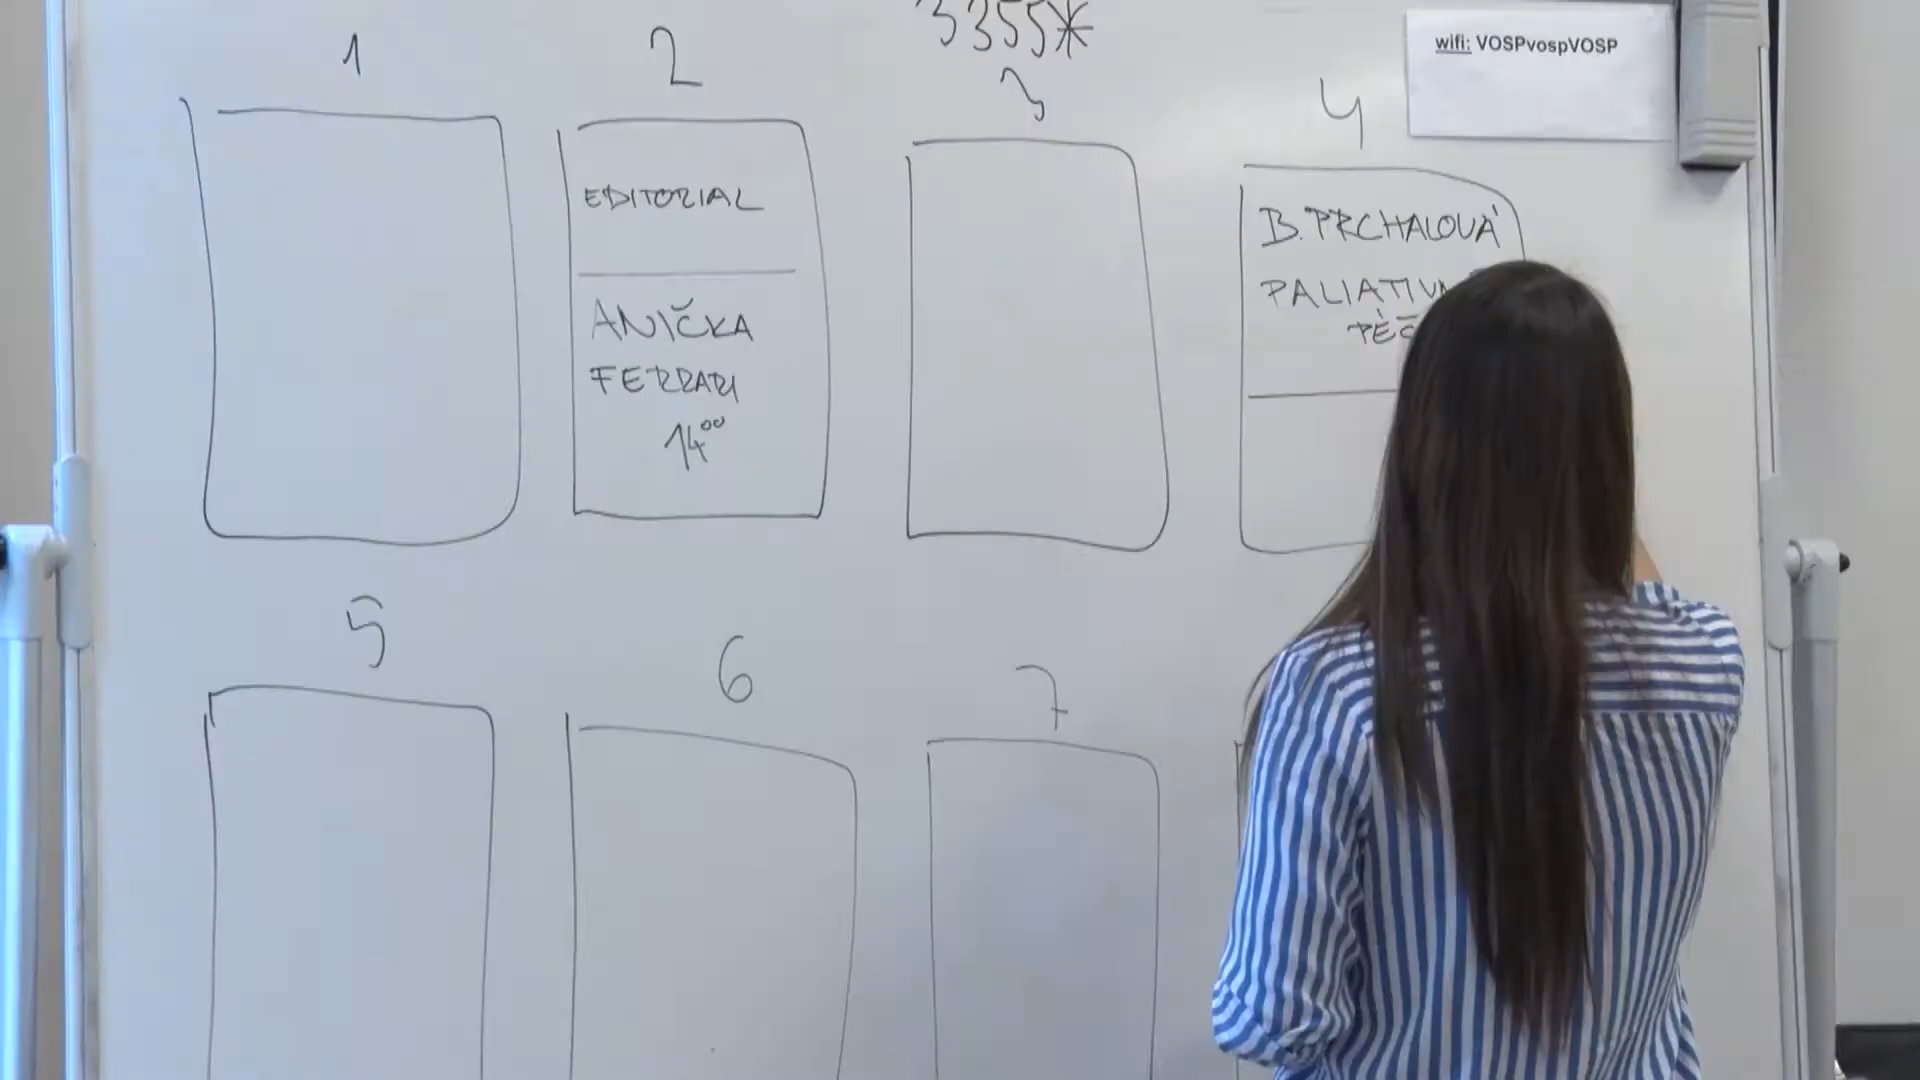 3355*
wifi: VOSPvospVOSP
1
2
3
4
EDITORIAL
ANIČKA
FERRARI
14⁰⁰
B. PRCHALOVÁ
5
6
7